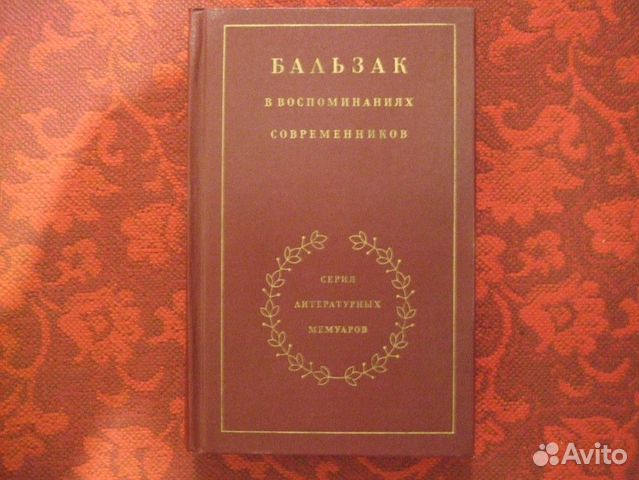 БАЛЬЗАК
В ВОСПОМИНАНИЯХ
СОВРЕМЕННИКОВ
СЕРИЯ
ЛИТЕРАТУРНЫХ
МЕМУАРОВ
Avito